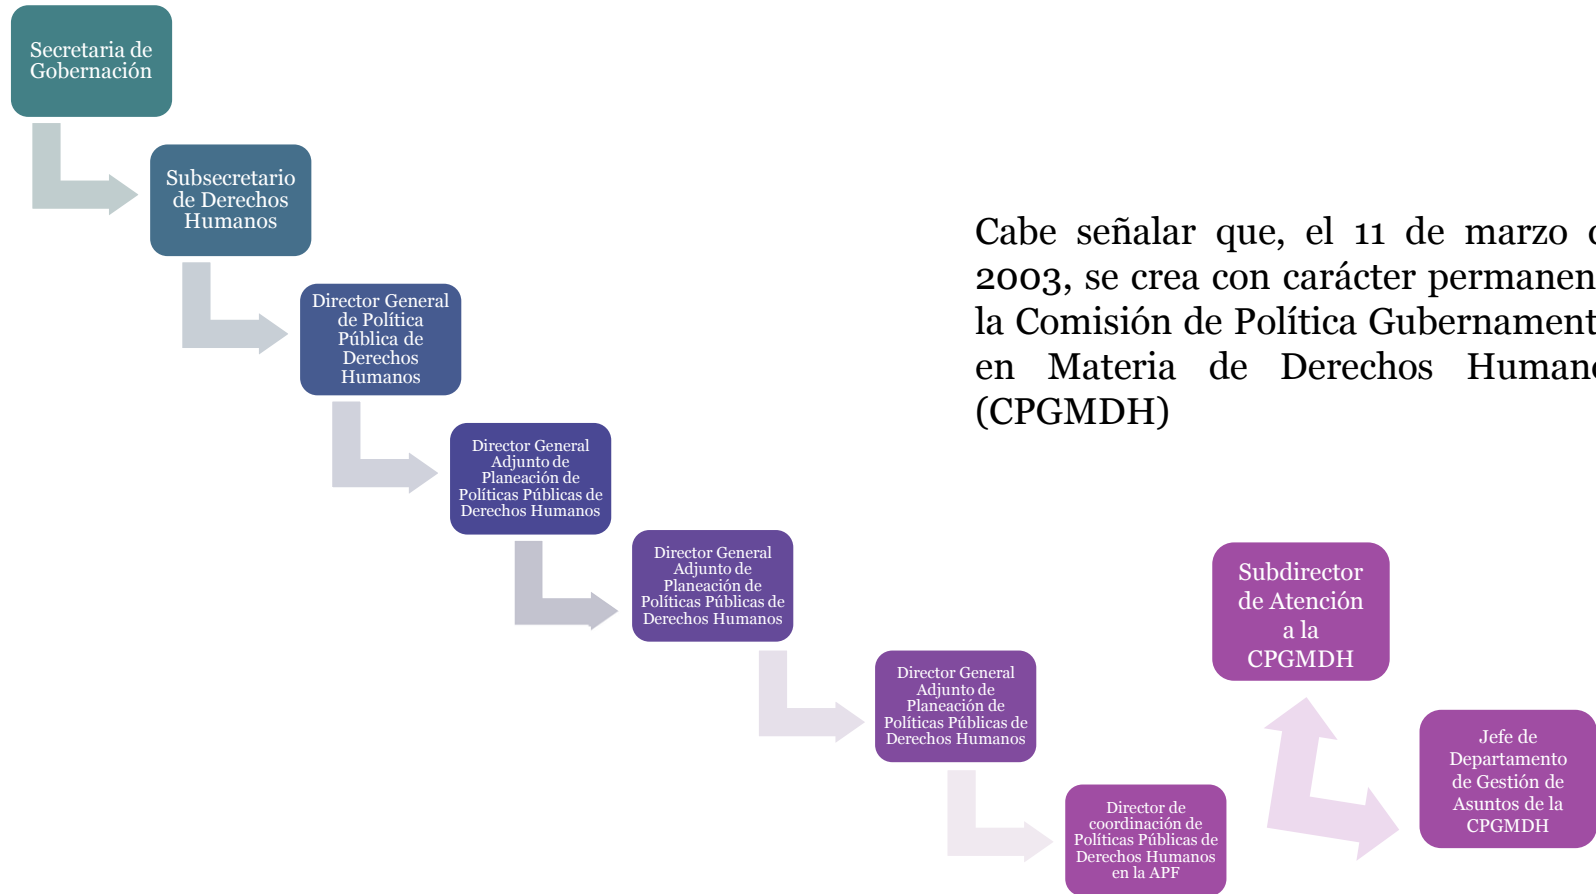 Secretaria de
Gobernación
Subsecretario
de Derechos
Humanos
Director General
de Política
Pública de
Derechos
Humanos
Director General
Adjunto de
Planeación de
Políticas Públicas de
Derechos Humanos
Director General
Adjunto de
Planeación de
Políticas Públicas de
Derechos Humanos
Director General
Adjunto de
Planeación de
Políticas Públicas de
Derechos Humanos
Director de
coordinación de
Políticas Públicas de
Derechos Humanos
en la APF
Cabe señalar que, el 11 de marzo
2003, se crea con carácter
la Comisión de Política
en Materia de Derechos
(CPGMDH)
Subdirector
de Atención
a la
CPGMDH
Jefe de
Departamento
de Gestión de
Asuntos de la
CPGMDH